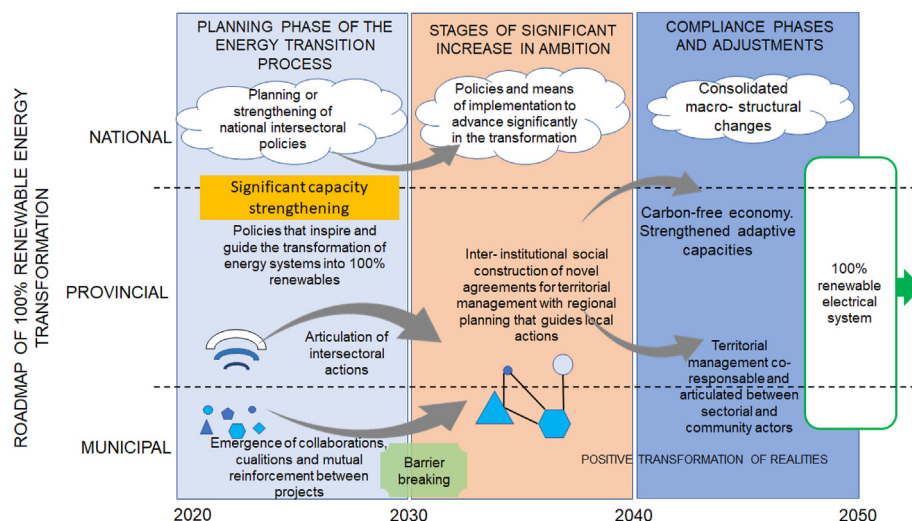 ROADMAP OF 100% RENEWABLE ENERGY
TRANSFORMATION
PLANNING PHASE OF THE
ENERGY TRANSITION
PROCESS
STAGES OF SIGNIFICANT
INCREASE IN AMBITION
COMPLIANCE PHASES
AND ADJUSTMENTS
NATIONAL
Planning or
strengthening of
national intersectoral
policies
Policies and means
of implementation to
advance significantly
in the transformation
Consolidated
macro- structural
changes
PROVINCIAL
Significant capacity
strengthening
Policies that inspire and
guide the transformation of
energy systems into 100%
renewables
Articulation of
intersectoral
actions
Inter- institutional social
construction of novel
agreements for territorial
management with regional
planning that guides local
actions
Carbon-free economy.
Strengthened adaptive
capacities
100%
renewable
electrical
system
Territorial
management co-
responsable and
articulated between
sectorial and
community actors
MUNICIPAL
Emergence of collaborations,
cualitions and mutual
reinforcement between
projects
Barrier
breaking
POSITIVE TRANSFORMATION OF REALITIES
2020
2030
2040
2050